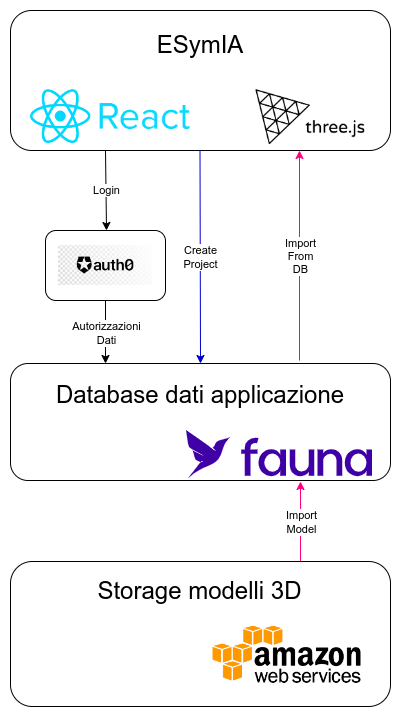 ESymIA
React
three.js
Login
Create
Project
Import
From
DB
auth0
Autorizzazioni
Dati
Database dati applicazione
fauna
Import
Model
Storage modelli 3D
amazon
web services